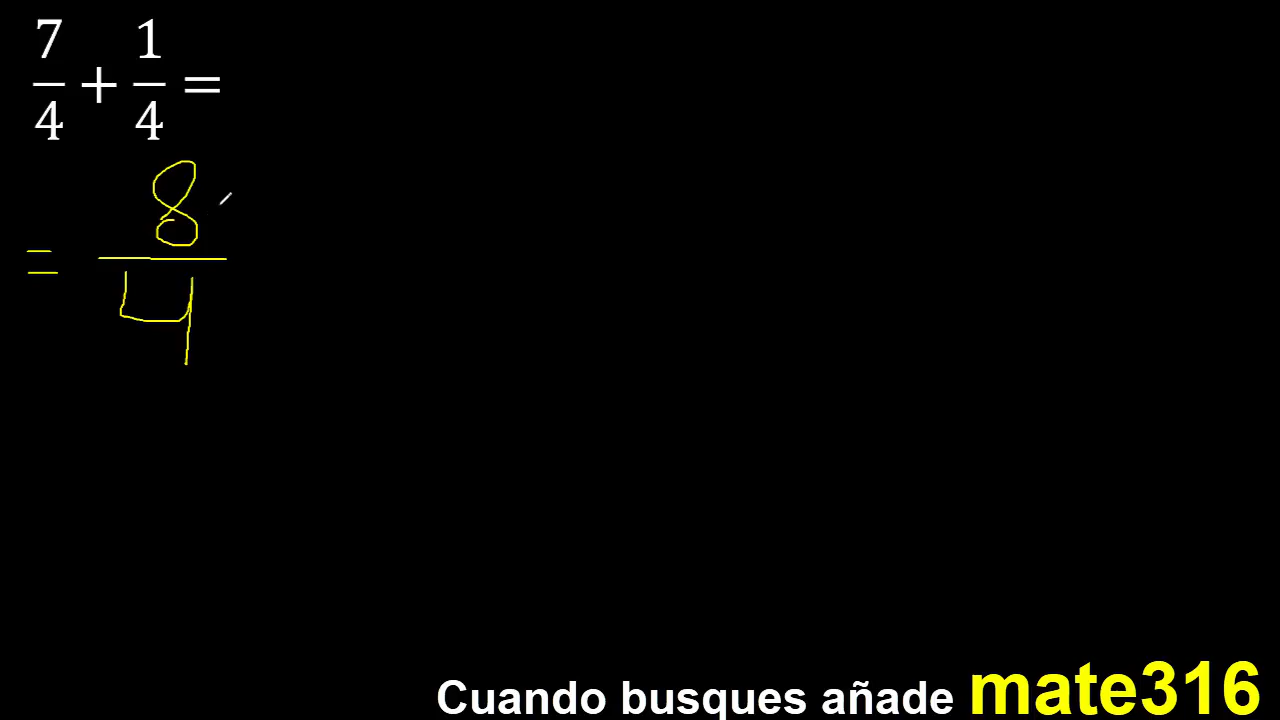 7/4 + 1/4 =
= 8/4
Cuando busques añade mate316